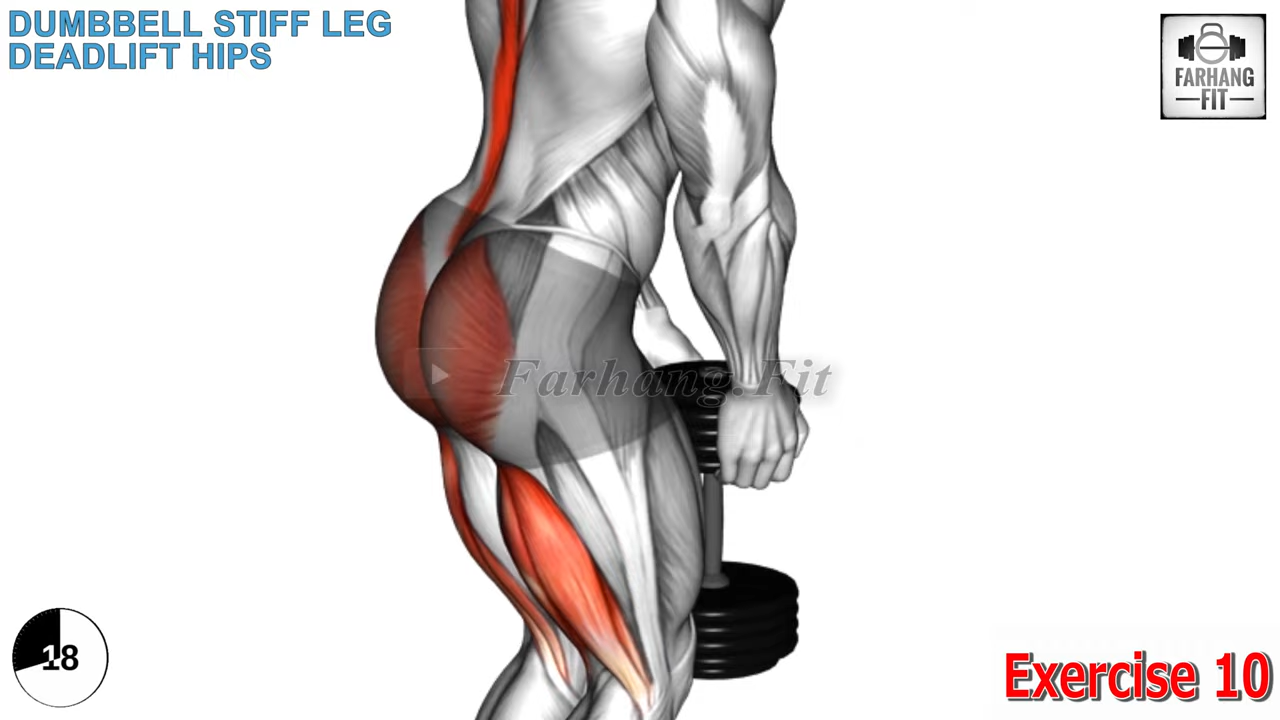 DUMBBELL STIFF LEG
DEADLIFT HIPS
FARHANG
FIT
Farhang.Fit
18
Exercise 10